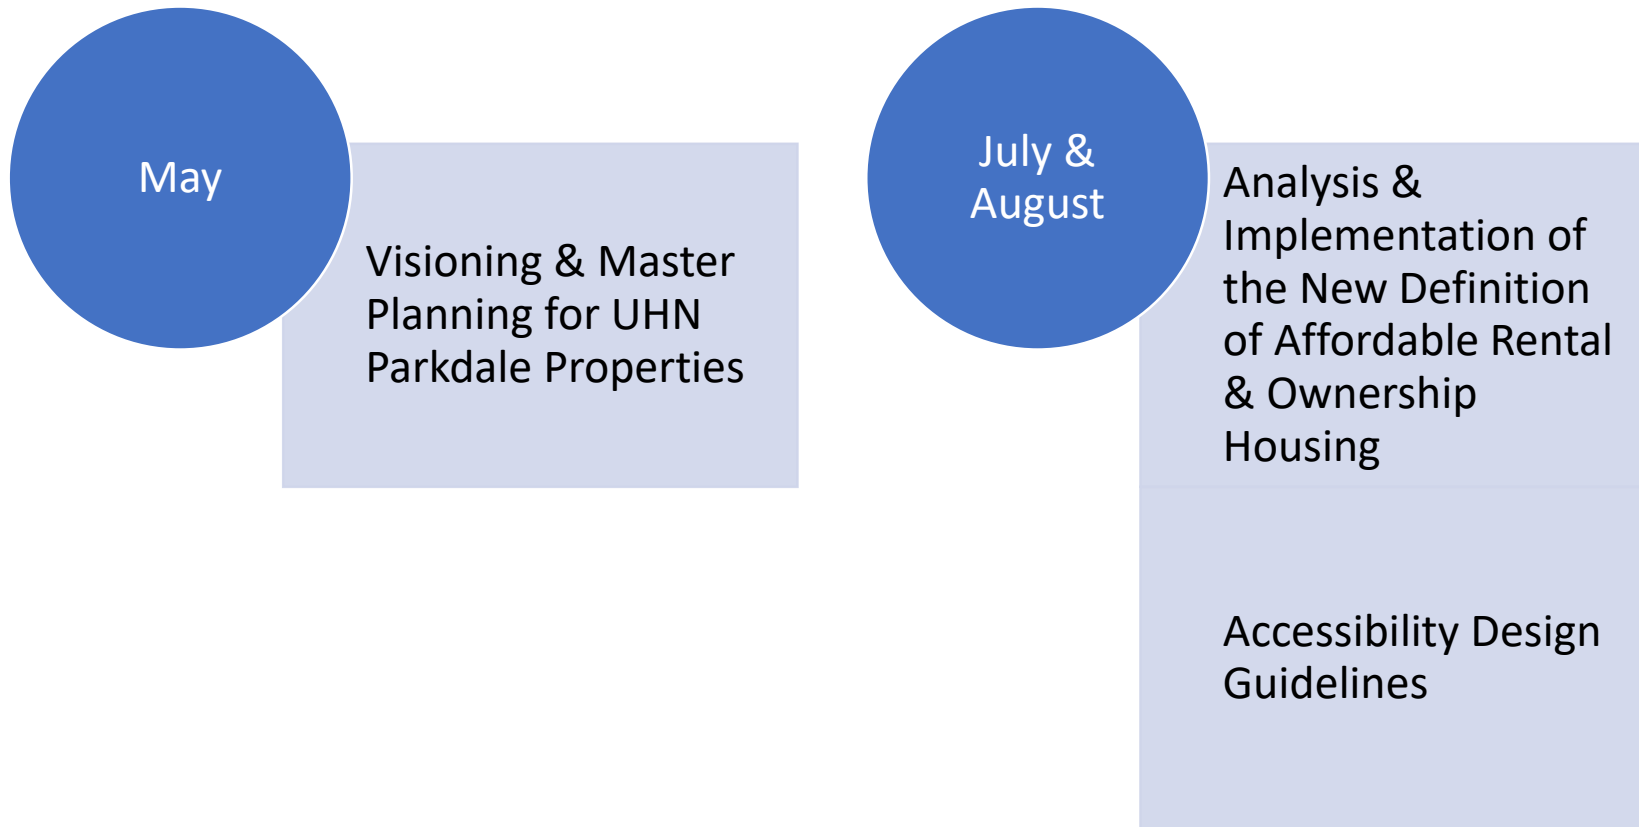 May
Visioning & Master
Planning for UHN
Parkdale Properties
July &
August
Analysis &
Implementation of
the New Definition
of Affordable Rental
& Ownership
Housing
Accessibility Design
Guidelines